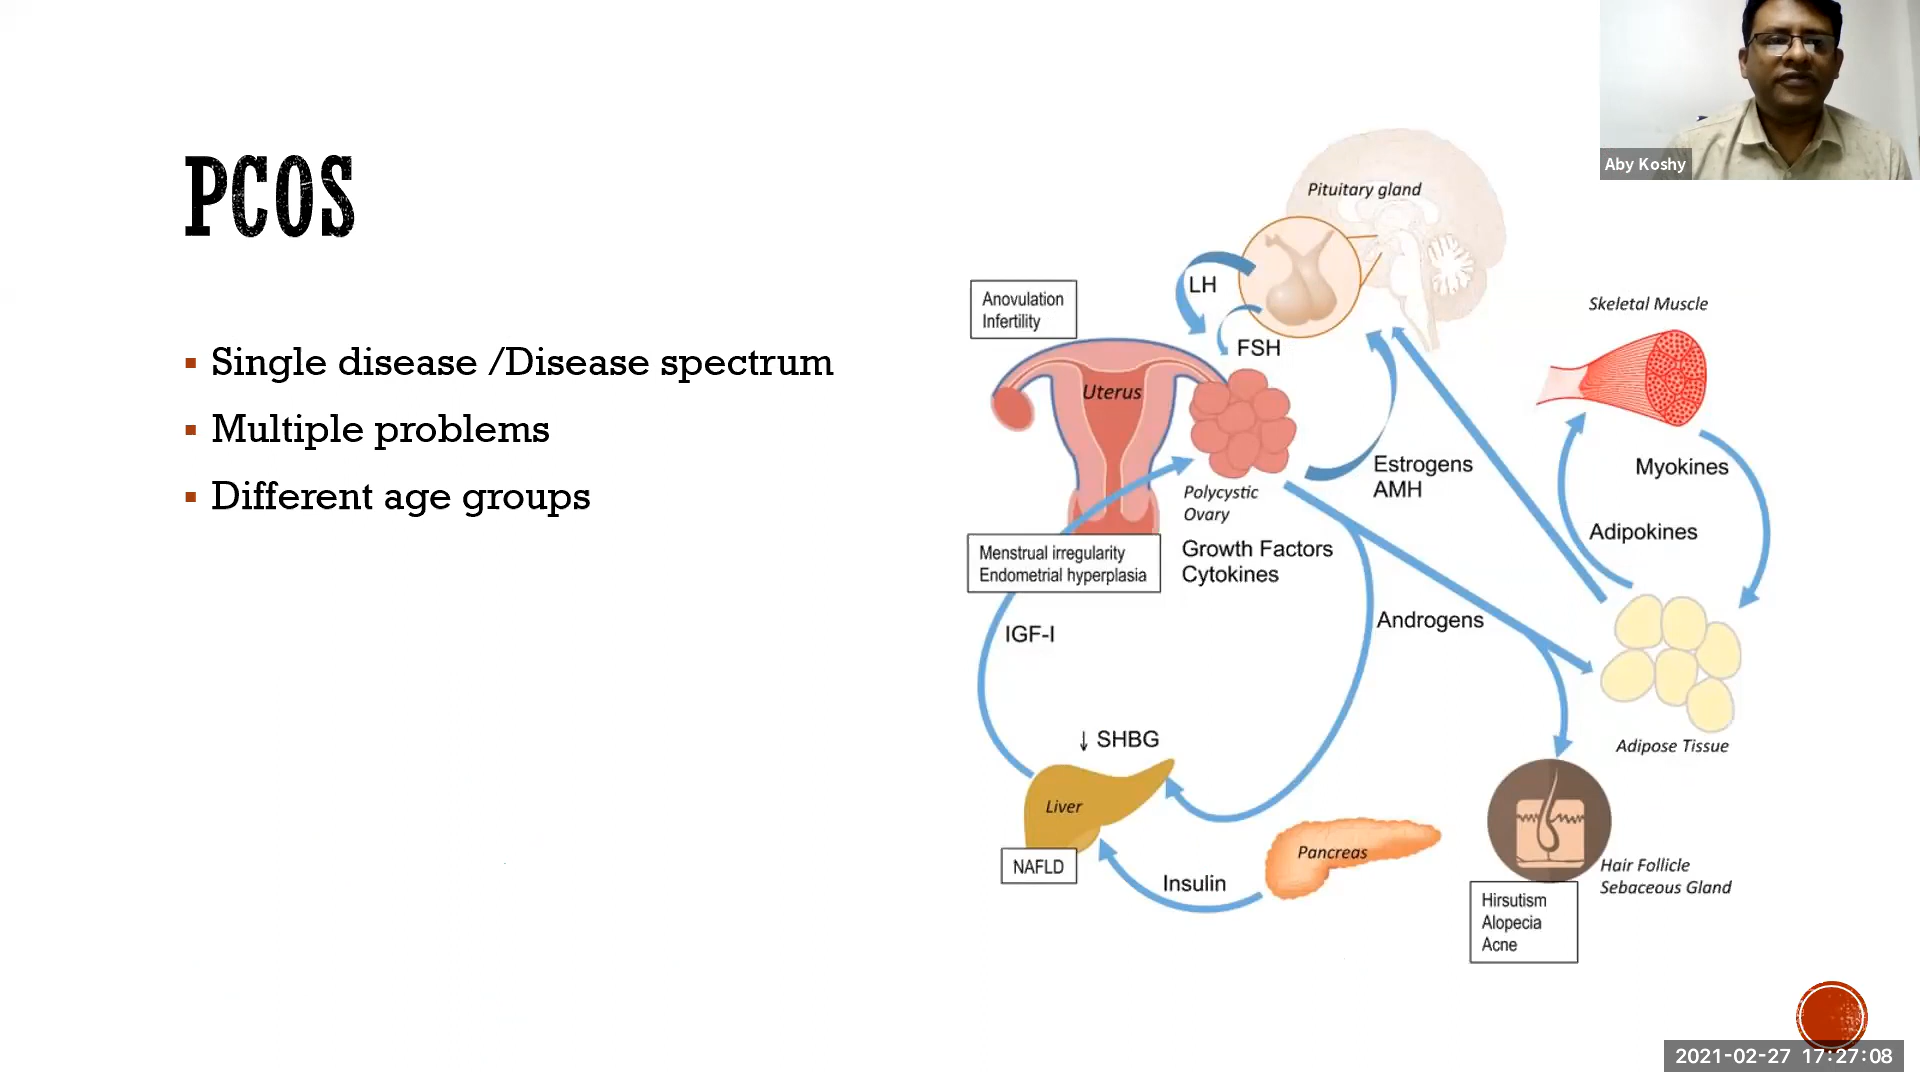 PCOS
▪ Single disease /Disease spectrum
▪ Multiple problems
▪ Different age groups
Pituitary gland
LH
FSH
Anovulation
Infertility
Uterus
Polycystic
Ovary
Growth Factors
Cytokines
Menstrual irregularity
Endometrial hyperplasia
Estrogens
AMH
Skeletal Muscle
Myokines
Adipokines
Androgens
IGF-I
Adipose Tissue
↓ SHBG
Liver
NAFLD
Insulin
Pancreas
Hair Follicle
Sebaceous Gland
Hirsutism
Alopecia
Acne
Aby Koshy
2021-02-27 17:27:08